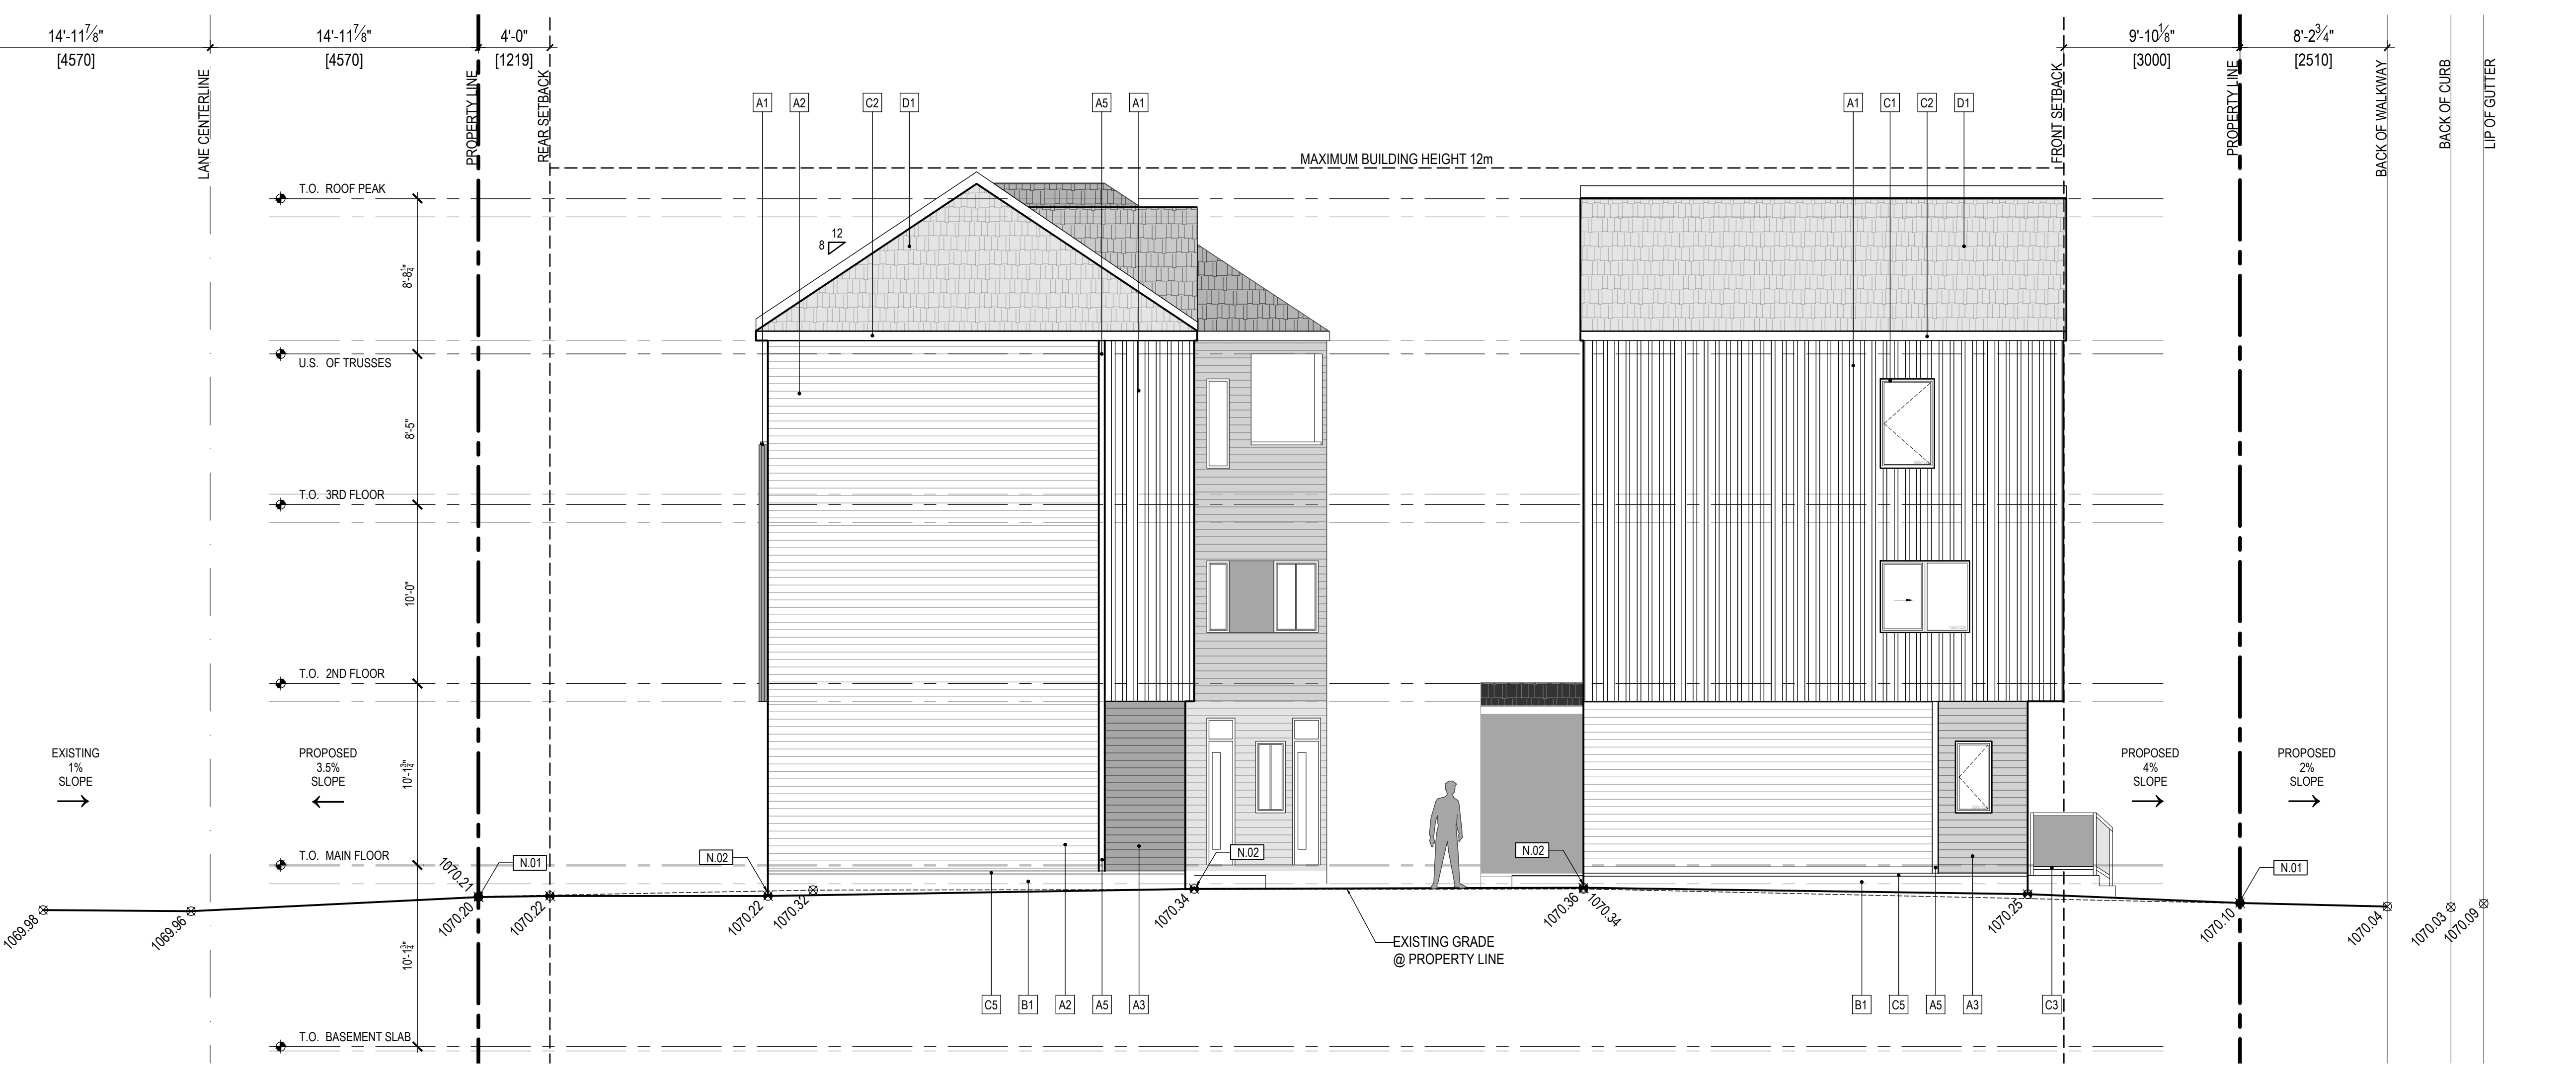 14'-11⅞" 14'-11⅞" 4'-0" 9'-10⅛" 8'-2¾"
[4570] [4570] [1219] [3000] [2510]
LANE CENTERLINE
PROPERTY LINE
REAR SETBACK
FRONT SETBACK
PROPERTY LINE
BACK OF WALKWAY
BACK OF CURB
LIP OF GUTTER
A1 A2 C2 D1 A5 A1 A1 C1 C2 D1
MAXIMUM BUILDING HEIGHT 12m
T.O. ROOF PEAK
12
8
8'-8¼"
U.S. OF TRUSSES
8'-5"
T.O. 3RD FLOOR
10'-0"
T.O. 2ND FLOOR
10'-1¾"
EXISTING
1%
SLOPE
PROPOSED
3.5%
SLOPE
PROPOSED
4%
SLOPE
PROPOSED
2%
SLOPE
T.O. MAIN FLOOR
N.01 N.02 N.02 N.02 N.01
1070.21
1069.98 1069.96 1070.20 1070.22 1070.22 1070.32 1070.34 1070.36 1070.34 1070.25 1070.10 1070.04 1070.03 1070.09
EXISTING GRADE
@ PROPERTY LINE
10'-1¾"
C5 B1 A2 A5 A3 B1 C5 A5 A3 C3
T.O. BASEMENT SLAB